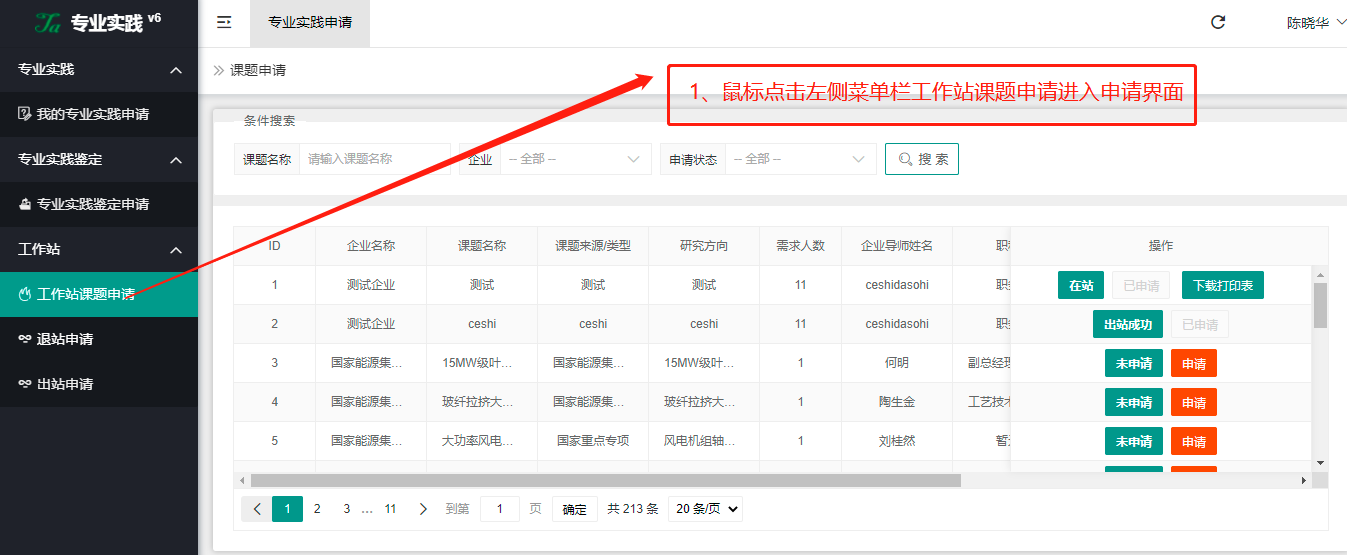 Ta 专业实践 v6
专业实践申请
陈晓华
专业实践
我的专业实践申请
专业实践鉴定
专业实践鉴定申请
工作站
工作站课题申请
退站申请
出站申请
课题申请
1、鼠标点击左侧菜单栏工作站课题申请进入申请界面
条件搜索
课题名称 请输入课题名称 企业 -- 全部 -- 申请状态 -- 全部 -- 搜 索
ID 企业名称 课题名称 课题来源/类型 研究方向 需求人数 企业导师姓名 操作
1 测试企业 测试 测试 测试 11 ceshidasohi 在站 已申请 下载打印表
2 测试企业 ceshi ceshi ceshi 11 ceshidasohi 出站成功 已申请
3 国家能源集... 15MW级叶... 国家能源集... 15MW级叶... 1 何明 副总经理 未申请 申请
4 国家能源集... 玻纤拉挤大... 国家能源集... 玻纤拉挤大... 1 陶生金 工艺技术 未申请 申请
5 国家能源集... 大功率风电... 国家重点专项 风电机组轴... 1 刘桂然 未申请 申请
1 2 3 ... 11 到第 1 页 确定 共 213 条 20 条/页